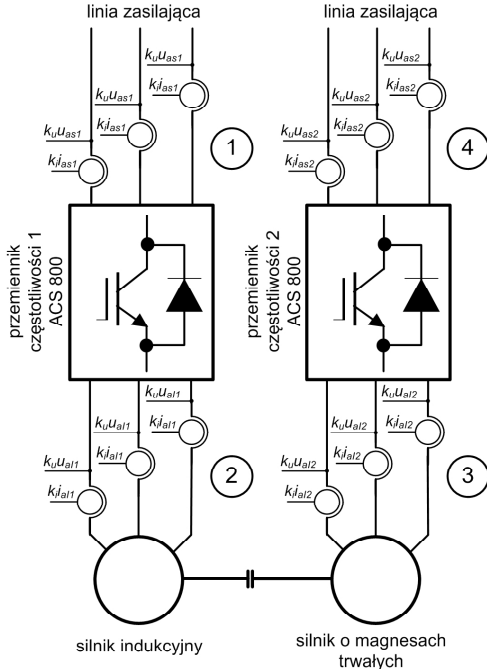 linia zasilająca
linia zasilająca
kᵤuₐₛ₁
kᵢiₐₛ₁
kᵤuₐₛ₁
kᵢiₐₛ₁
kᵤuₐₛ₁
kᵢiₐₛ₁
1
kᵤuₐₛ₂
kᵢiₐₛ₂
kᵤuₐₛ₂
kᵢiₐₛ₂
kᵤuₐₛ₂
kᵢiₐₛ₂
4
przemiennik
częstotliwości 1
ACS 800
przemiennik
częstotliwości 2
ACS 800
kᵤuₐₗ₁
kᵢiₐₗ₁
kᵤuₐₗ₁
kᵢiₐₗ₁
kᵤuₐₗ₁
kᵢiₐₗ₁
2
kᵤuₐₗ₂
kᵢiₐₗ₂
kᵤuₐₗ₂
kᵢiₐₗ₂
kᵤuₐₗ₂
kᵢiₐₗ₂
3
silnik indukcyjny
silnik o magnesach
trwałych